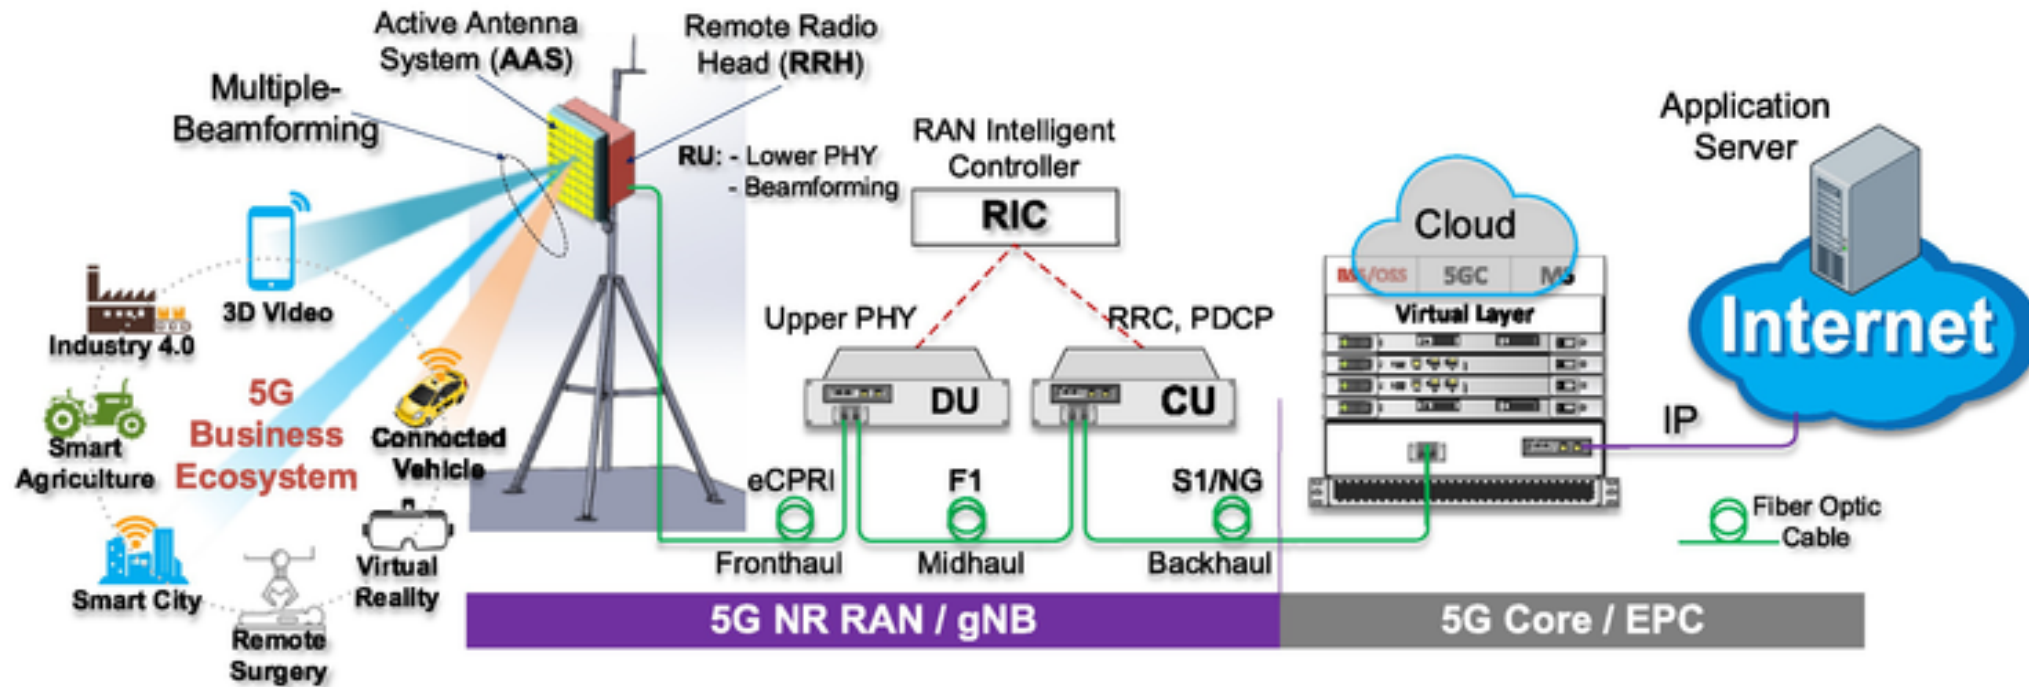 Active Antenna
System (AAS)
Remote Radio
Head (RRH)
Multiple-
Beamforming
RU: - Lower PHY
- Beamforming
RAN Intelligent
Controller
RIC
Application
Server
Cloud
BSS/OSS 5GC
Virtual Layer
Internet
3D Video
Industry 4.0
5G
Business
Ecosystem
Smart
Agriculture
Connected
Vehicle
Smart City
Remote
Surgery
Virtual
Reality
Upper PHY
RRC, PDCP
DU
CU
IP
eCPRI
F1
S1/NG
Fronthaul
Midhaul
Backhaul
Fiber Optic
Cable
5G NR RAN / gNB
5G Core / EPC